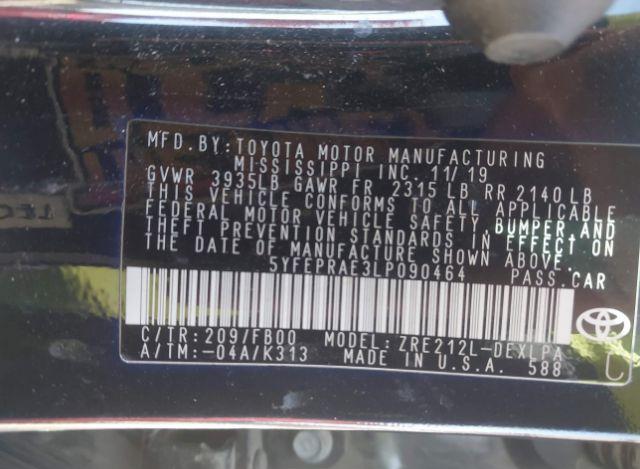 MFD. BY: TOYOTA MOTOR MANUFACTURING
MISSISSIPPI INC. 11/19
GVWR 3935LB GAWR FR 2315 LB RR 2140 LB
THIS VEHICLE CONFORMS TO ALL APPLICABLE
FEDERAL MOTOR VEHICLE SAFETY, BUMPER, AND
THEFT PREVENTION STANDARDS IN EFFECT ON
THE DATE OF MANUFACTURE SHOWN ABOVE.
5YFEPRAE3LP090464 PASS. CAR
C/TR: 209/FB00 MODEL: ZRE212L-DEXLPA
A/TM: -04A/K313 MADE IN U.S.A. 588
C